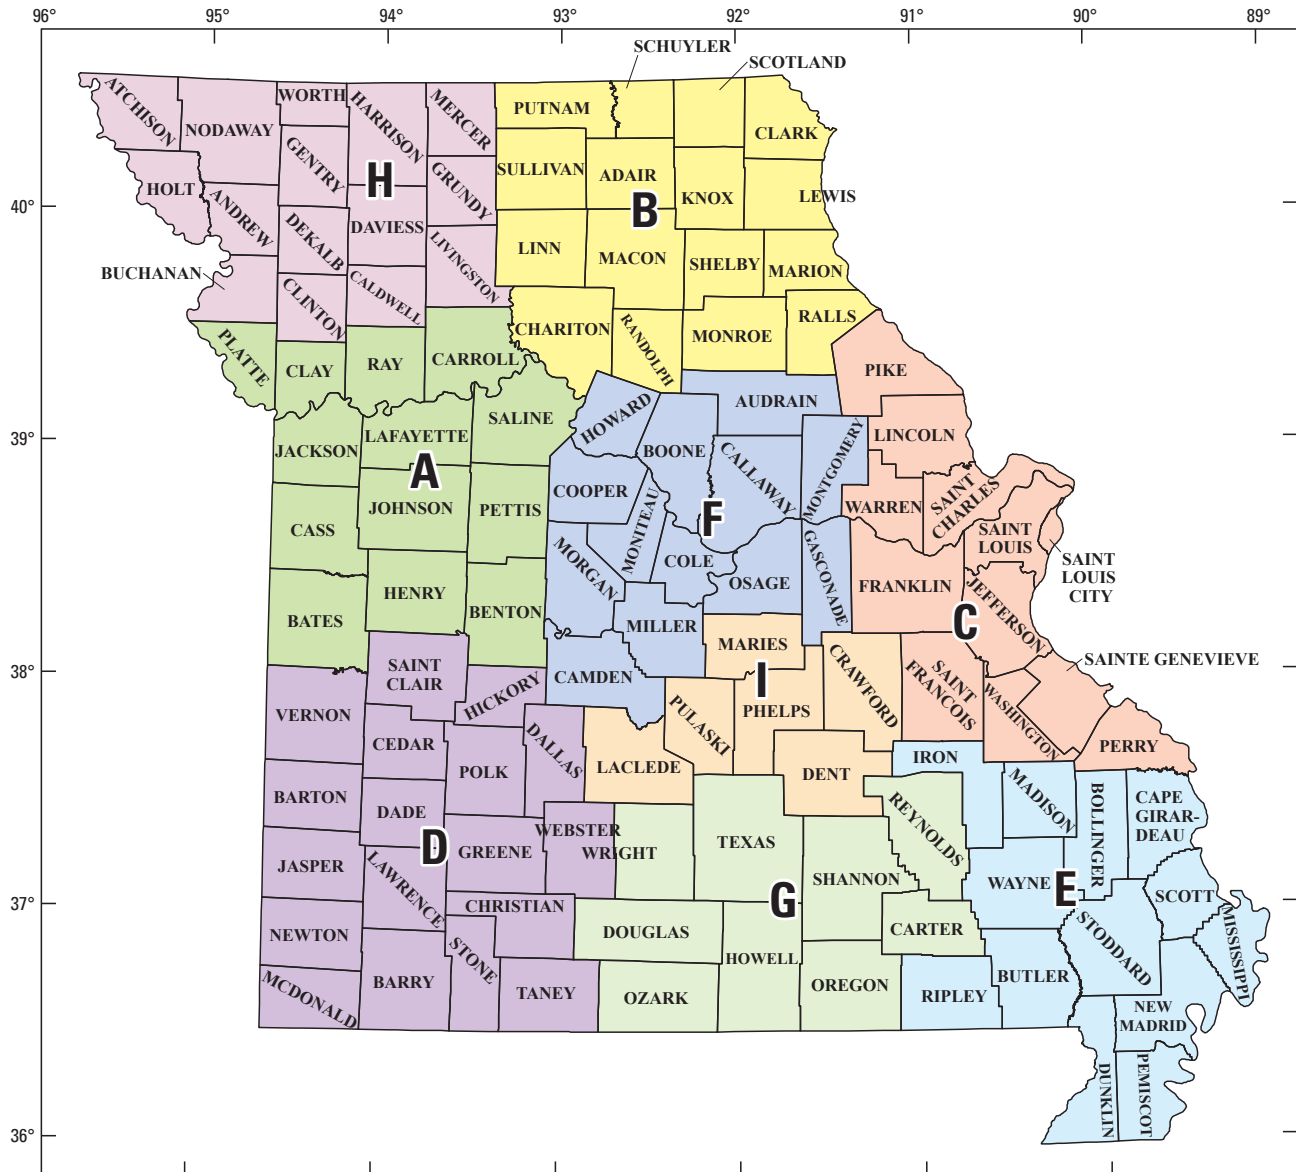 96° 95° 94° 93° 92° 91° 90° 89°
SCHUYLER
SCOTLAND
ATCHISON
NODAWAY
WORTH
HARRISON
MERCER
PUTNAM
CLARK
GENTRY
HOLT
ANDREW
H
GRUNDY
SULLIVAN
ADAIR
KNOX
LEWIS
B
40°
DEKALB
DAVIESS
LIVINGSTON
LINN
MACON
SHELBY
MARION
BUCHANAN
CLINTON
CALDWELL
CHARITON
RANDOLPH
MONROE
RALLS
PLATTE
CLAY
RAY
CARROLL
PIKE
AUDRAIN
HOWARD
SALINE
39°
JACKSON
LAFAYETTE
A
BOONE
CALLAWAY
MONTGOMERY
LINCOLN
COOPER
JOHNSON
PETTIS
MONITEAU
F
WARREN
SAINT
CHARLES
CASS
SAINT
LOUIS
SAINT
LOUIS
CITY
MORGAN
COLE
OSAGE
GASCONADE
FRANKLIN
JEFFERSON
C
HENRY
BENTON
BATES
MILLER
MARIES
SAINTE GENEVIEVE
38°
SAINT
CLAIR
HICKORY
CAMDEN
I
PULASKI
PHELPS
CRAWFORD
SAINT
FRANCOIS
WASHINGTON
VERNON
CEDAR
DALLAS
PERRY
POLK
LACLEDE
DENT
IRON
BARTON
DADE
REYNOLDS
MADISON
BOLLINGER
CAPE
GIRAR-
DEAU
D
GREENE
WEBSTER
WRIGHT
TEXAS
JASPER
LAWRENCE
SHANNON
WAYNE
E
SCOTT
37°
CHRISTIAN
G
NEWTON
STONE
DOUGLAS
HOWELL
CARTER
STODDARD
MISSISSIPPI
MCDONALD
BARRY
TANEY
OZARK
OREGON
RIPLEY
BUTLER
NEW
MADRID
DUNKLIN
PEMISCOT
36°